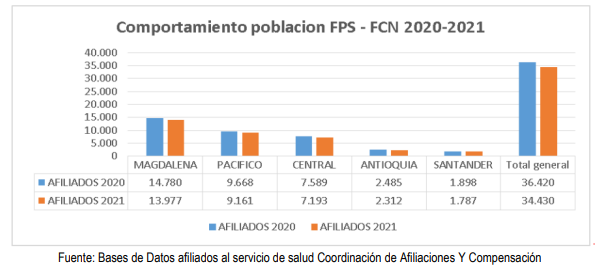 Comportamiento poblacion FPS - FCN 2020-2021
40.000
35.000
30.000
25.000
20.000
15.000
10.000
5.000
0
MAGDALENA PACIFICO CENTRAL ANTIOQUIA SANTANDER Total general
AFILIADOS 2020 14.780 9.668 7.589 2.485 1.898 36.420
AFILIADOS 2021 13.977 9.161 7.193 2.312 1.787 34.430
AFILIADOS 2020 AFILIADOS 2021
Fuente: Bases de Datos afiliados al servicio de salud Coordinación de Afiliaciones Y Compensación